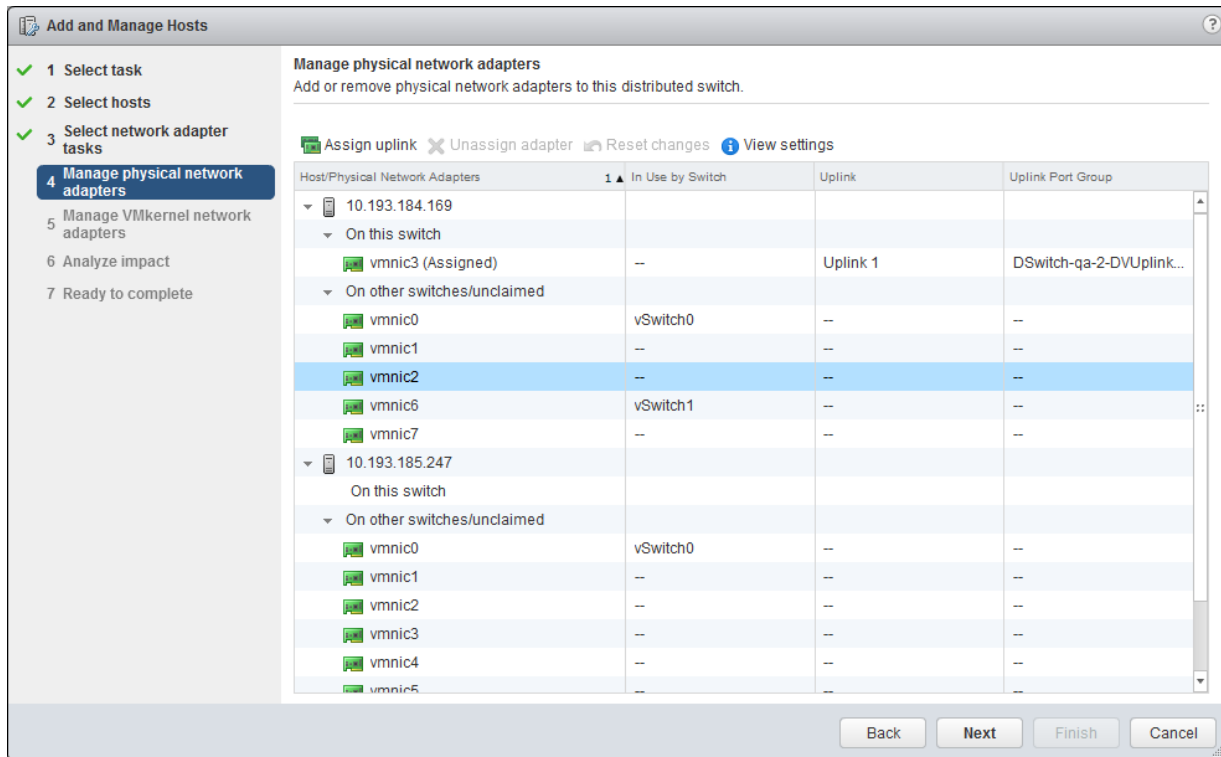 Add and Manage Hosts
?
1 Select task
2 Select hosts
3 Select network adapter
tasks
4 Manage physical network
adapters
5 Manage VMkernel network
adapters
6 Analyze impact
7 Ready to complete
Manage physical network adapters
Add or remove physical network adapters to this distributed switch.
Assign uplink Unassign adapter Reset changes View settings
Host/Physical Network Adapters 1 ▲ In Use by Switch Uplink Uplink Port Group
10.193.184.169
On this switch
vmnic3 (Assigned) -- Uplink 1 DSwitch-qa-2-DVUplink...
On other switches/unclaimed
vmnic0 vSwitch0 -- --
vmnic1 -- -- --
vmnic2 -- -- --
vmnic6 vSwitch1 -- --
vmnic7 -- -- --
10.193.185.247
On this switch
On other switches/unclaimed
vmnic0 vSwitch0 -- --
vmnic1 -- -- --
vmnic2 -- -- --
vmnic3 -- -- --
vmnic4 -- -- --
vmnic5 -- -- --
Back Next Finish Cancel